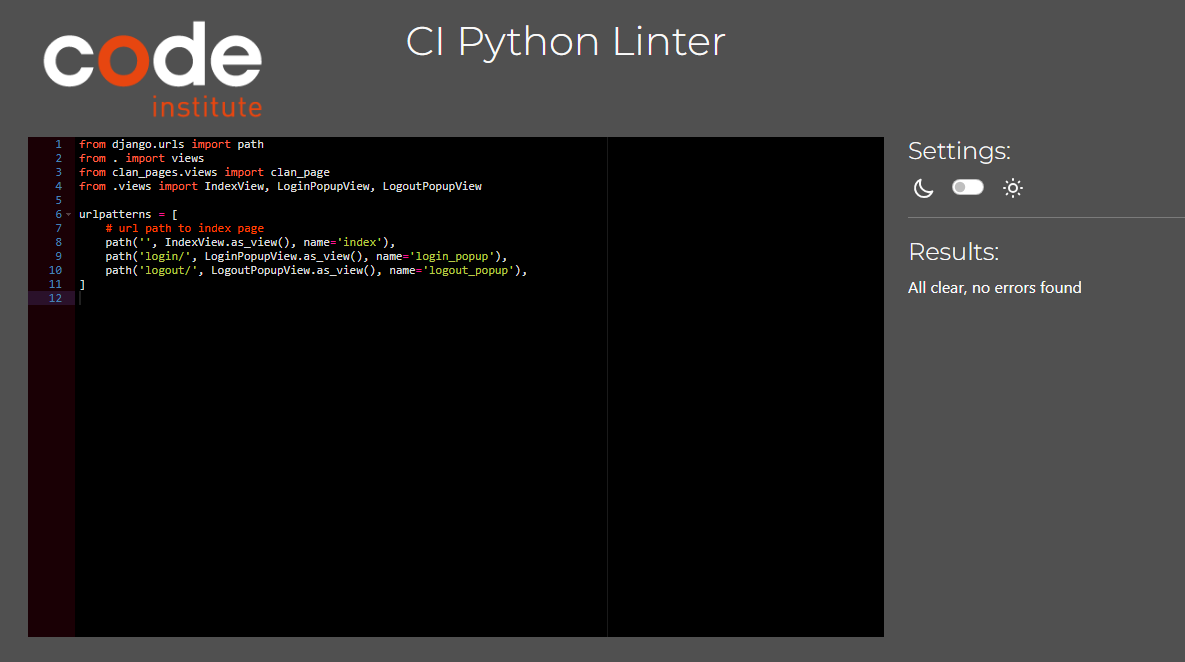 code
institute
CI Python Linter
1 from django.urls import path
2 from . import views
3 from clan_pages.views import clan_page
4 from .views import IndexView, LoginPopupView, LogoutPopupView
5
6 urlpatterns = [
7     # url path to index page
8     path('', IndexView.as_view(), name='index'),
9     path('login/', LoginPopupView.as_view(), name='login_popup'),
10     path('logout/', LogoutPopupView.as_view(), name='logout_popup'),
11 ]
12
Settings:
Results:
All clear, no errors found